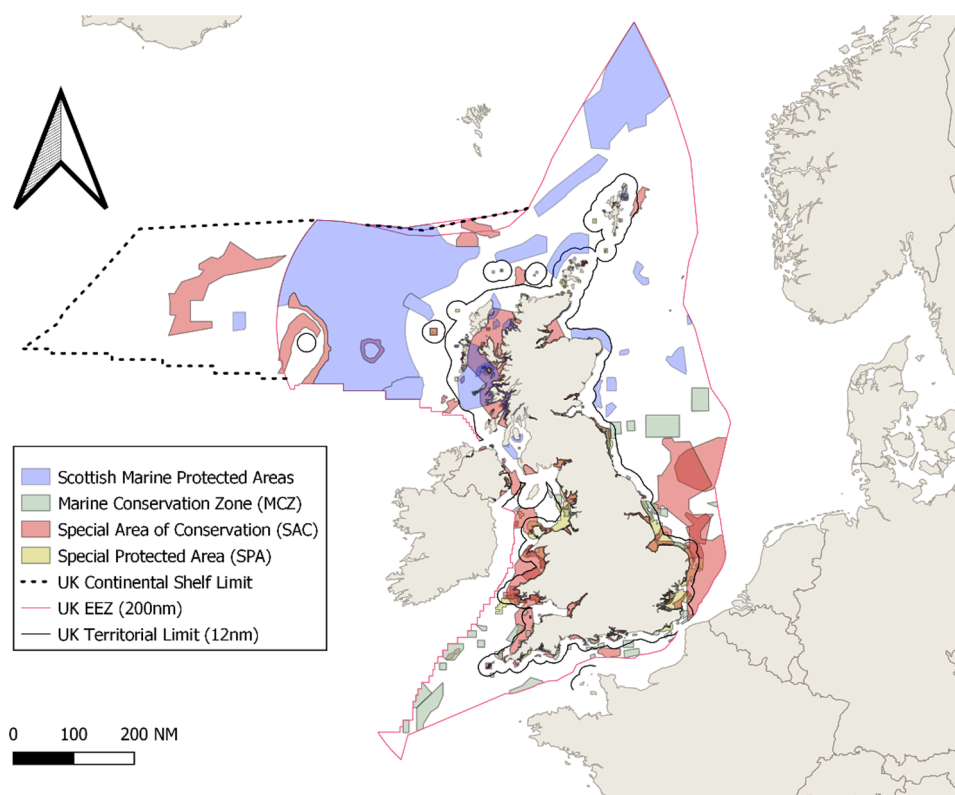 Scottish Marine Protected Areas
Marine Conservation Zone (MCZ)
Special Area of Conservation (SAC)
Special Protected Area (SPA)
UK Continental Shelf Limit
UK EEZ (200nm)
UK Territorial Limit (12nm)
0 100 200 NM